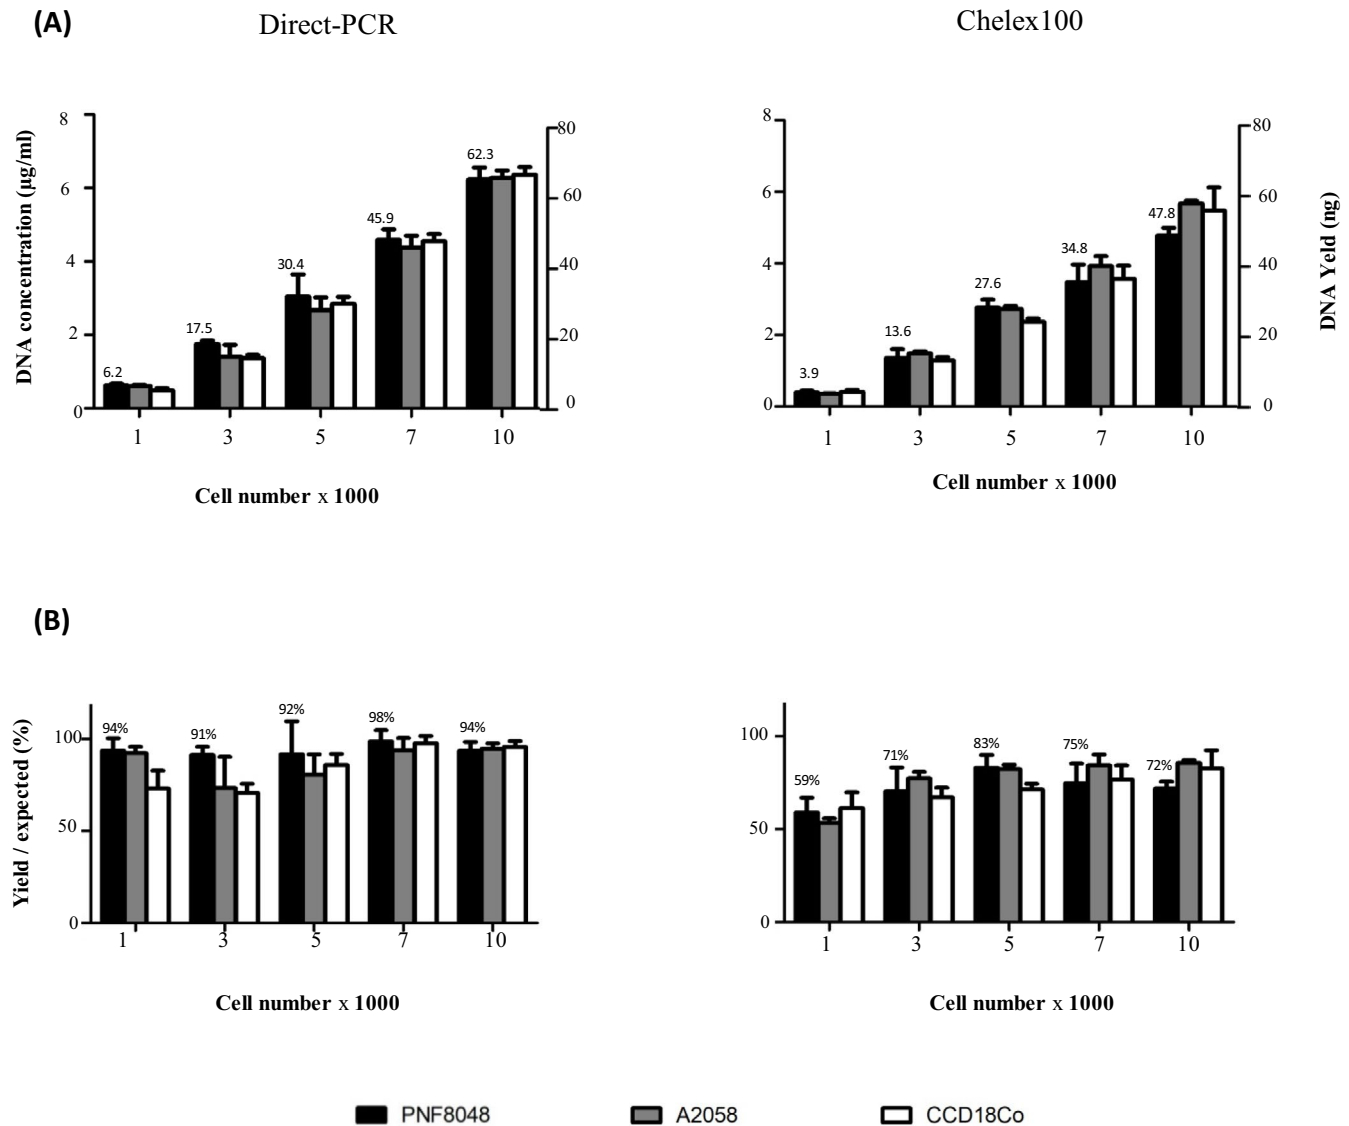 (A)
Direct-PCR
Chelex100
DNA concentration (µg/ml)
8
6
4
2
0
6.2
17.5
30.4
45.9
62.3
80
60
40
20
0
1 3 5 7 10
Cell number x 1000
8
6
4
2
0
3.9
13.6
27.6
34.8
47.8
80
60
40
20
0
DNA Yeld (ng)
1 3 5 7 10
Cell number x 1000
(B)
Yield / expected (%)
100
50
0
94%
91%
92%
98%
94%
1 3 5 7 10
Cell number x 1000
100
50
0
59%
71%
83%
75%
72%
1 3 5 7 10
Cell number x 1000
PNF8048 A2058 CCD18Co